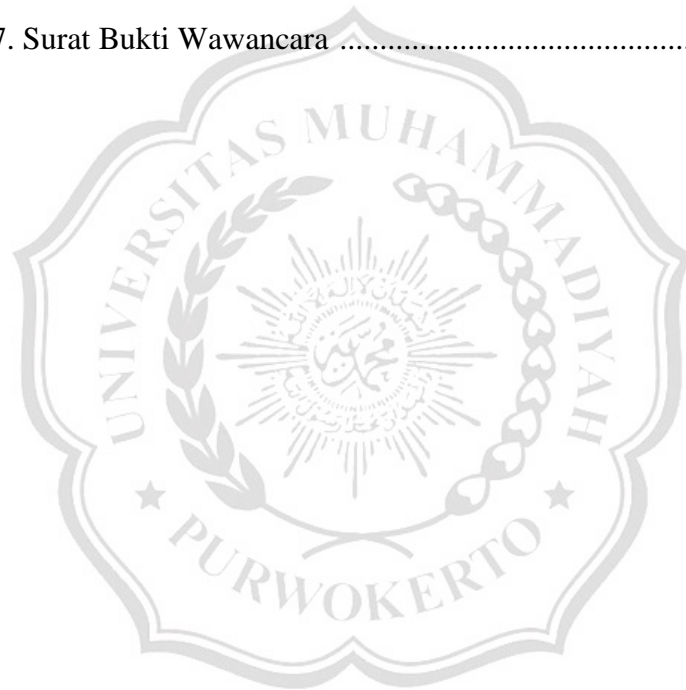 7. Surat Bukti Wawancara ..........................................
UNIVERSITAS MUHAMMADIYAH
PURWOKERTO